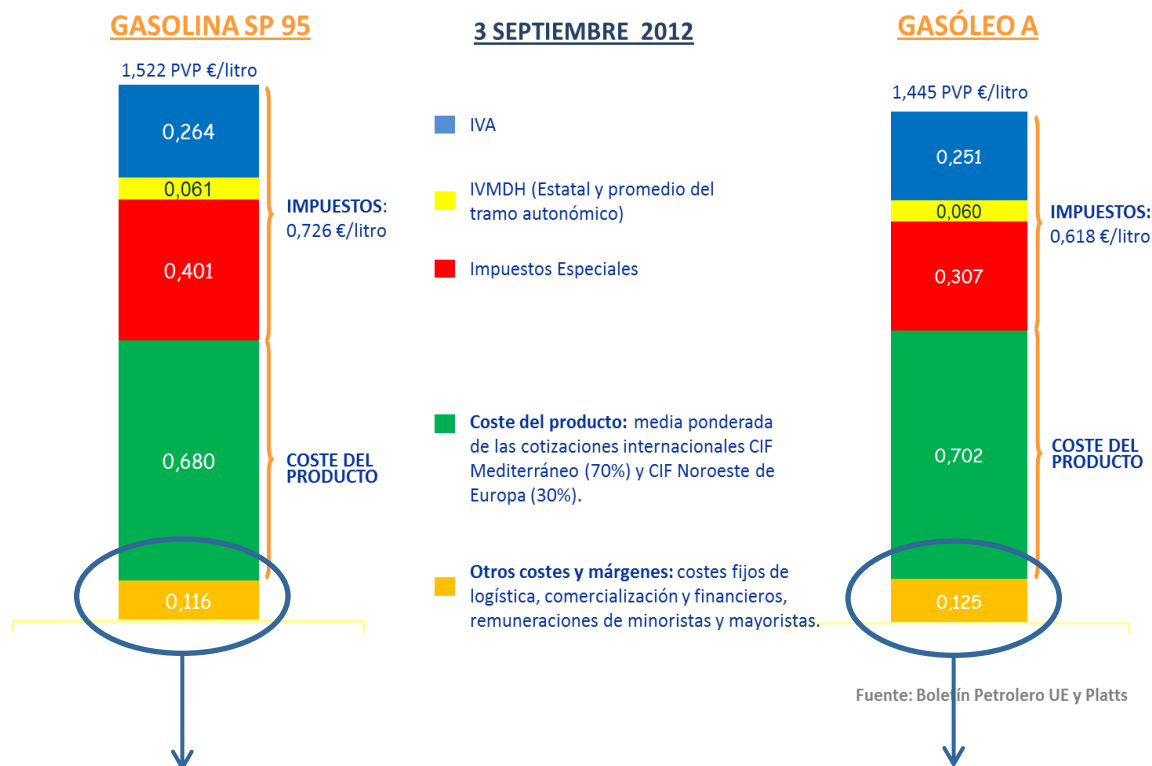 GASOLINA SP 95
3 SEPTIEMBRE 2012
GASÓLEO A
1,522 PVP €/litro
0,264
0,061
0,401
0,680
0,116
IMPUESTOS:
0,726 €/litro
COSTE DEL
PRODUCTO
IVA
IVMDH (Estatal y promedio del
tramo autonómico)
Impuestos Especiales
Coste del producto: media ponderada
de las cotizaciones internacionales CIF
Mediterráneo (70%) y CIF Noroeste de
Europa (30%).
Otros costes y márgenes: costes fijos de
logística, comercialización y financieros,
remuneraciones de minoristas y mayoristas.
1,445 PVP €/litro
0,251
0,060
0,307
0,702
0,125
IMPUESTOS:
0,618 €/litro
COSTE DEL
PRODUCTO
Fuente: Boletín Petrolero UE y Platts